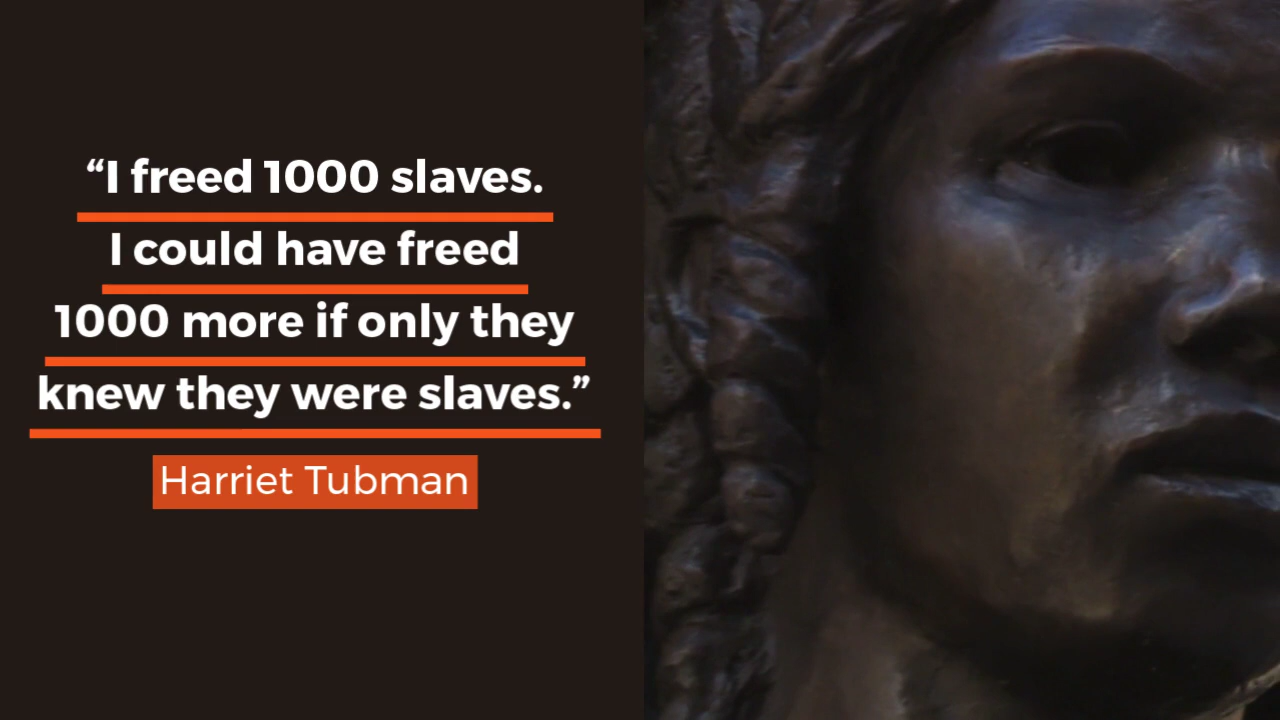 “I freed 1000 slaves.
I could have freed
1000 more if only they
knew they were slaves.”
Harriet Tubman